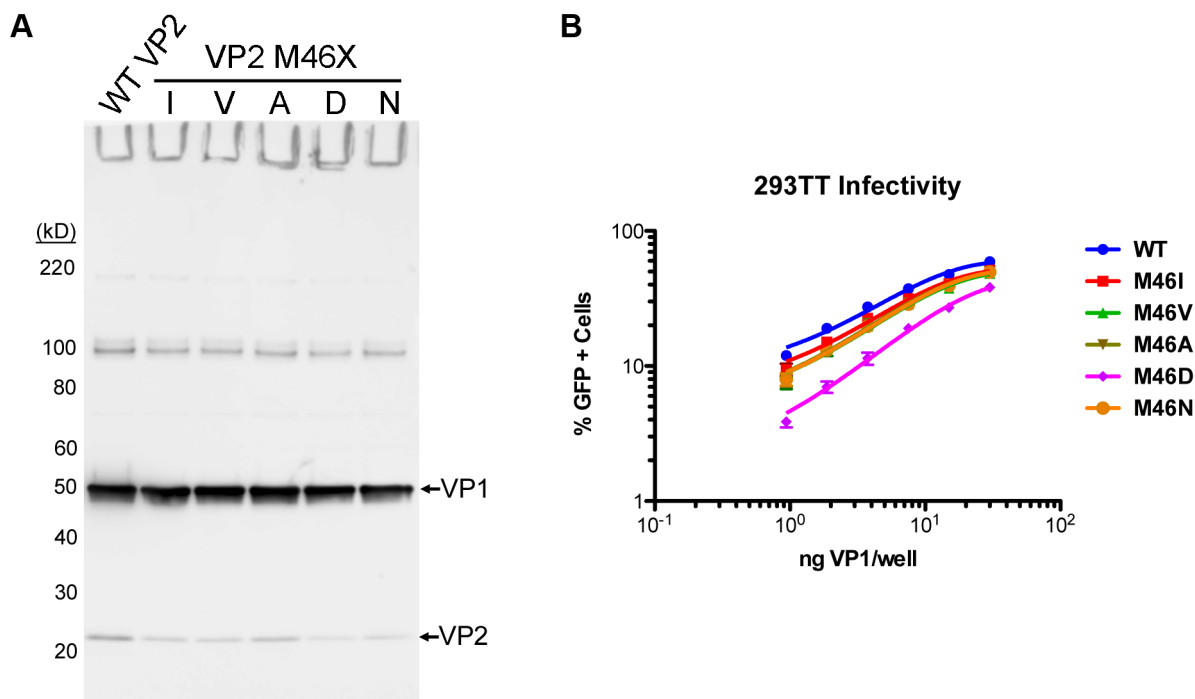 A
WT VP2
VP2 M46X
I V A D N
(kD)
220
100
80
60
50
40
30
20
VP1
VP2
B
293TT Infectivity
% GFP + Cells
100
10
1
10-1 100 101 102
ng VP1/well
WT
M46I
M46V
M46A
M46D
M46N